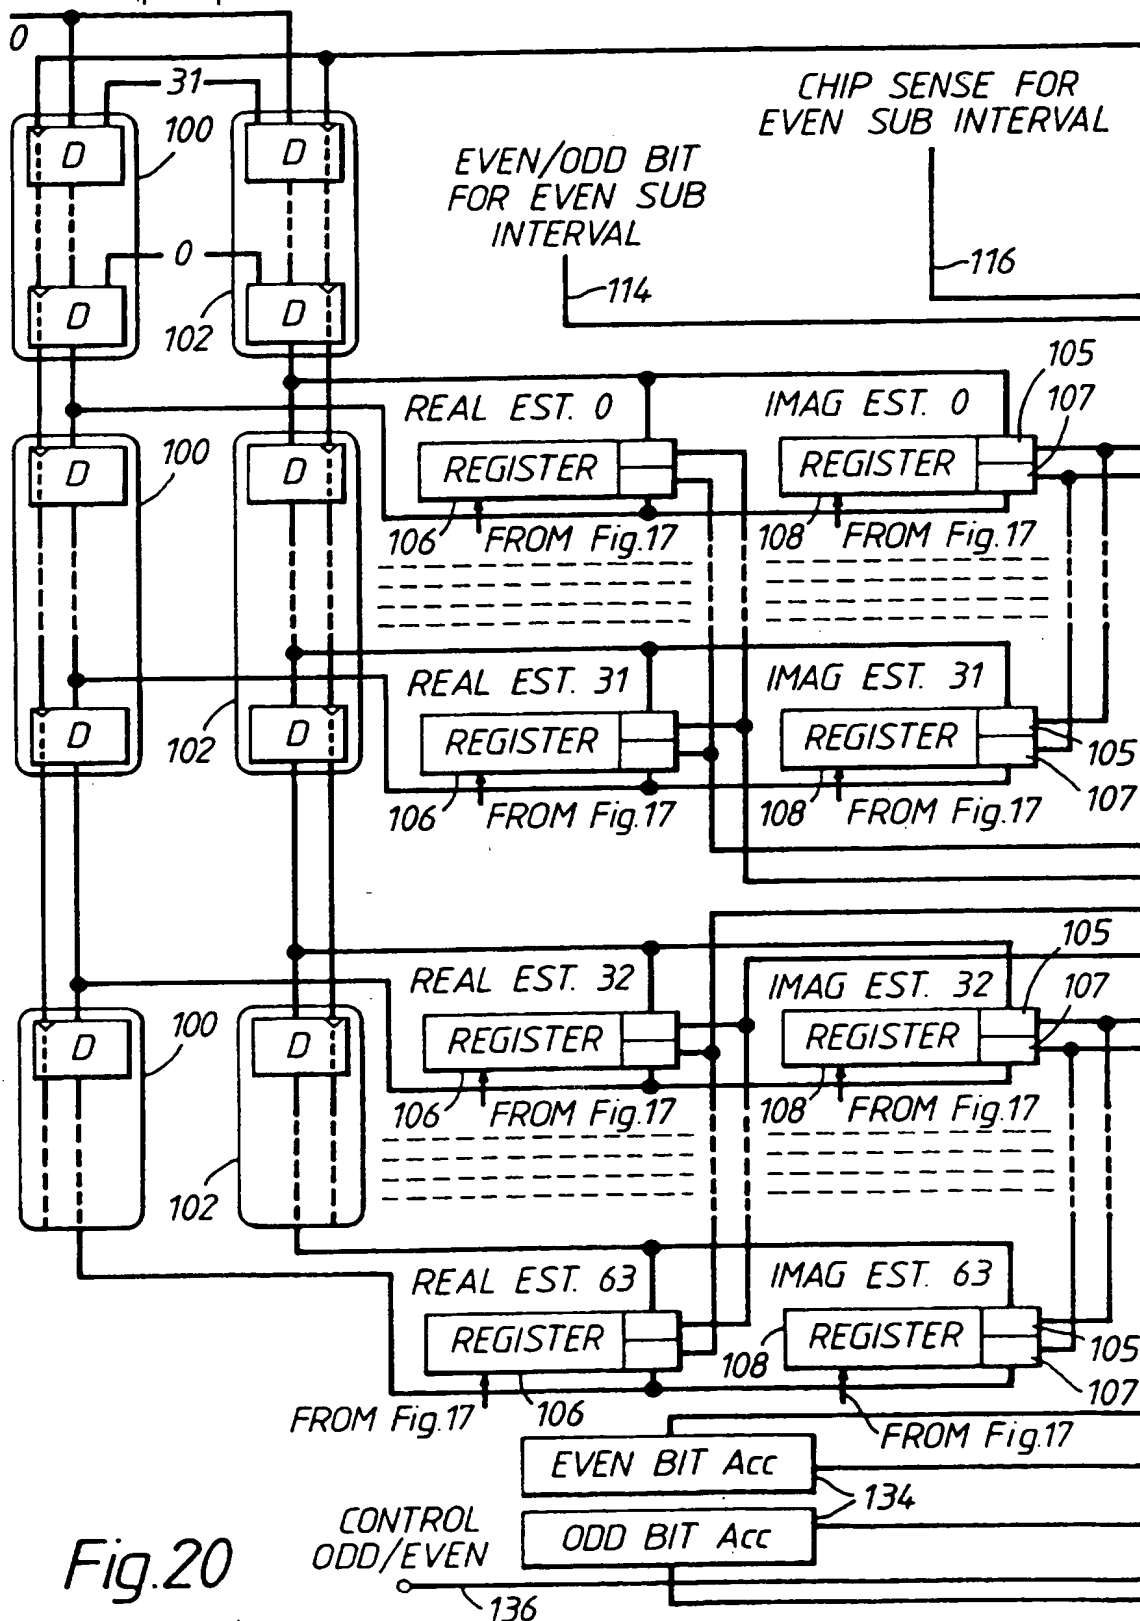 0
31
CHIP SENSE FOR
EVEN SUB INTERVAL
D
100
D
EVEN/ODD BIT
FOR EVEN SUB
INTERVAL
0
114
116
D
102
D
105
REAL EST. 0
IMAG EST. 0
107
D
100
D
REGISTER
REGISTER
106
FROM Fig.17
108
FROM Fig.17
REAL EST. 31
IMAG EST. 31
D
102
D
REGISTER
REGISTER
105
106
FROM Fig.17
108
FROM Fig.17
107
105
REAL EST. 32
IMAG EST. 32
107
D
100
D
REGISTER
REGISTER
106
FROM Fig.17
108
FROM Fig.17
102
REAL EST. 63
IMAG EST. 63
REGISTER
108
REGISTER
105
107
FROM Fig.17
106
FROM Fig.17
EVEN BIT Acc
134
CONTROL
ODD/EVEN
ODD BIT Acc
Fig.20
136